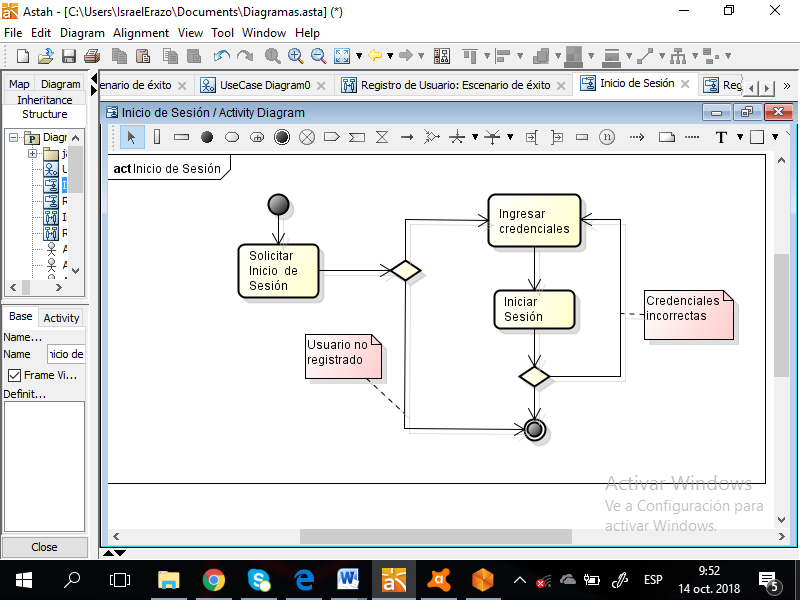 Astah - [C:\Users\IsraelErazo\Documents\Diagramas.asta] (*)
File Edit Diagram Alignment View Tool Window Help
Map Diagram
Inheritance
Structure
enario de éxito
UseCase Diagram0
Registro de Usuario: Escenario de éxito
Inicio de Sesión
Reg
Inicio de Sesión / Activity Diagram
Diagr
T
act Inicio de Sesión
Solicitar
Inicio de
Sesión
Ingresar
credenciales
Iniciar
Sesión
Credenciales
incorrectas
Usuario no
registrado
Base Activity
Name...
Name
nicio de
Frame Vi...
Definit...
Close
Activar Windows
Ve a Configuración para
activar Windows.
ESP
9:52
14 oct. 2018
5